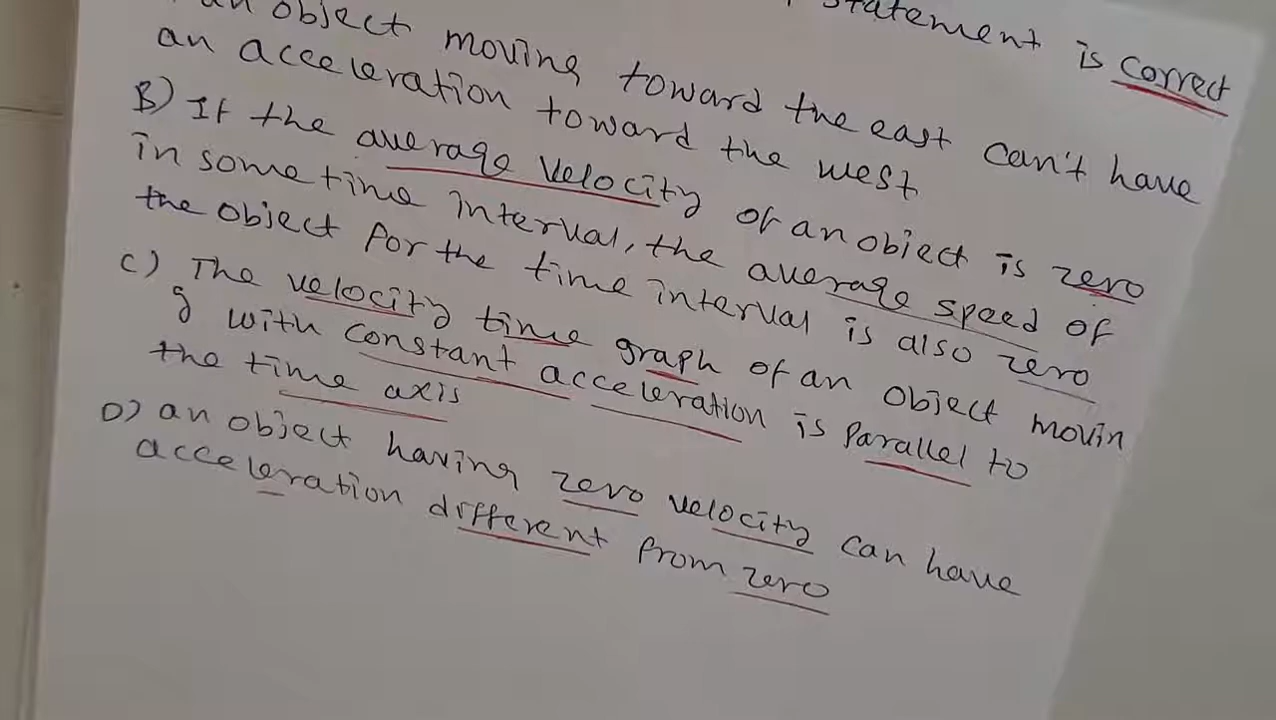 statement is correct
an object moving toward the east can't have
an acceleration toward the west
B) If the average velocity of an object is zero
in some time interval, the average speed of
the object for the time interval is also zero
C) The velocity time graph of an object movin
g with constant acceleration is parallel to
the time axis
D) an object having zero velocity can have
acceleration different from zero